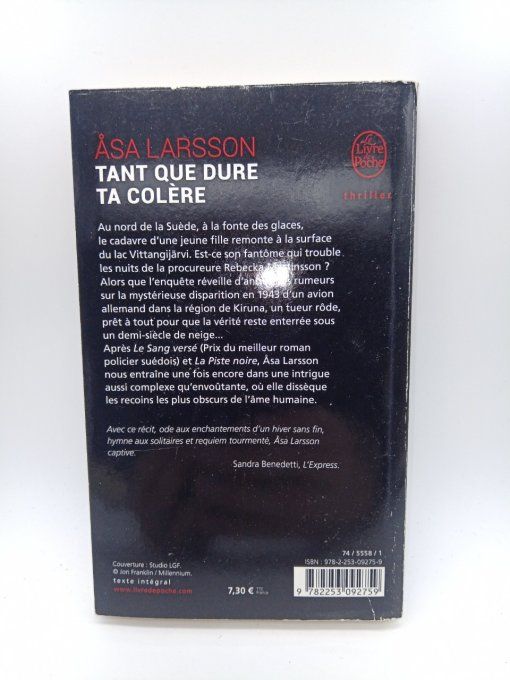 ÅSA LARSSON
TANT QUE DURE
TA COLÈRE
Le
Livre
de
Poche
thriller
Au nord de la Suède, à la fonte des glaces,
le cadavre d'une jeune fille remonte à la surface
du lac Vittangijärvi. Est-ce son fantôme qui trouble
les nuits de la procureure Rebecka ?
Alors que l'enquête réveille rumeurs
sur la mystérieuse disparition en 1943 d'un avion
allemand dans la région de Kiruna, un tueur rôde,
prêt à tout pour que la vérité reste enterrée sous
un demi-siècle de neige...
Après Le Sang versé (Prix du meilleur roman
policier suédois) et La Piste noire, Åsa Larsson
nous entraîne une fois encore dans une intrigue
aussi complexe qu'envoûtante, où elle dissèque
les recoins les plus obscurs de l'âme humaine.
Avec ce récit, ode aux enchantements d'un hiver sans fin,
hymne aux solitaires et requiem tourmenté, Åsa Larsson
captive.
Sandra Benedetti, L'Express.
Couverture : Studio LGF.
© Jon Franklin / Millennium.
texte intégral
www.livredepoche.com
7,30 € TTC
France
74 / 5558 / 1
ISBN : 978-2-253-09275-9
9 782253 092759